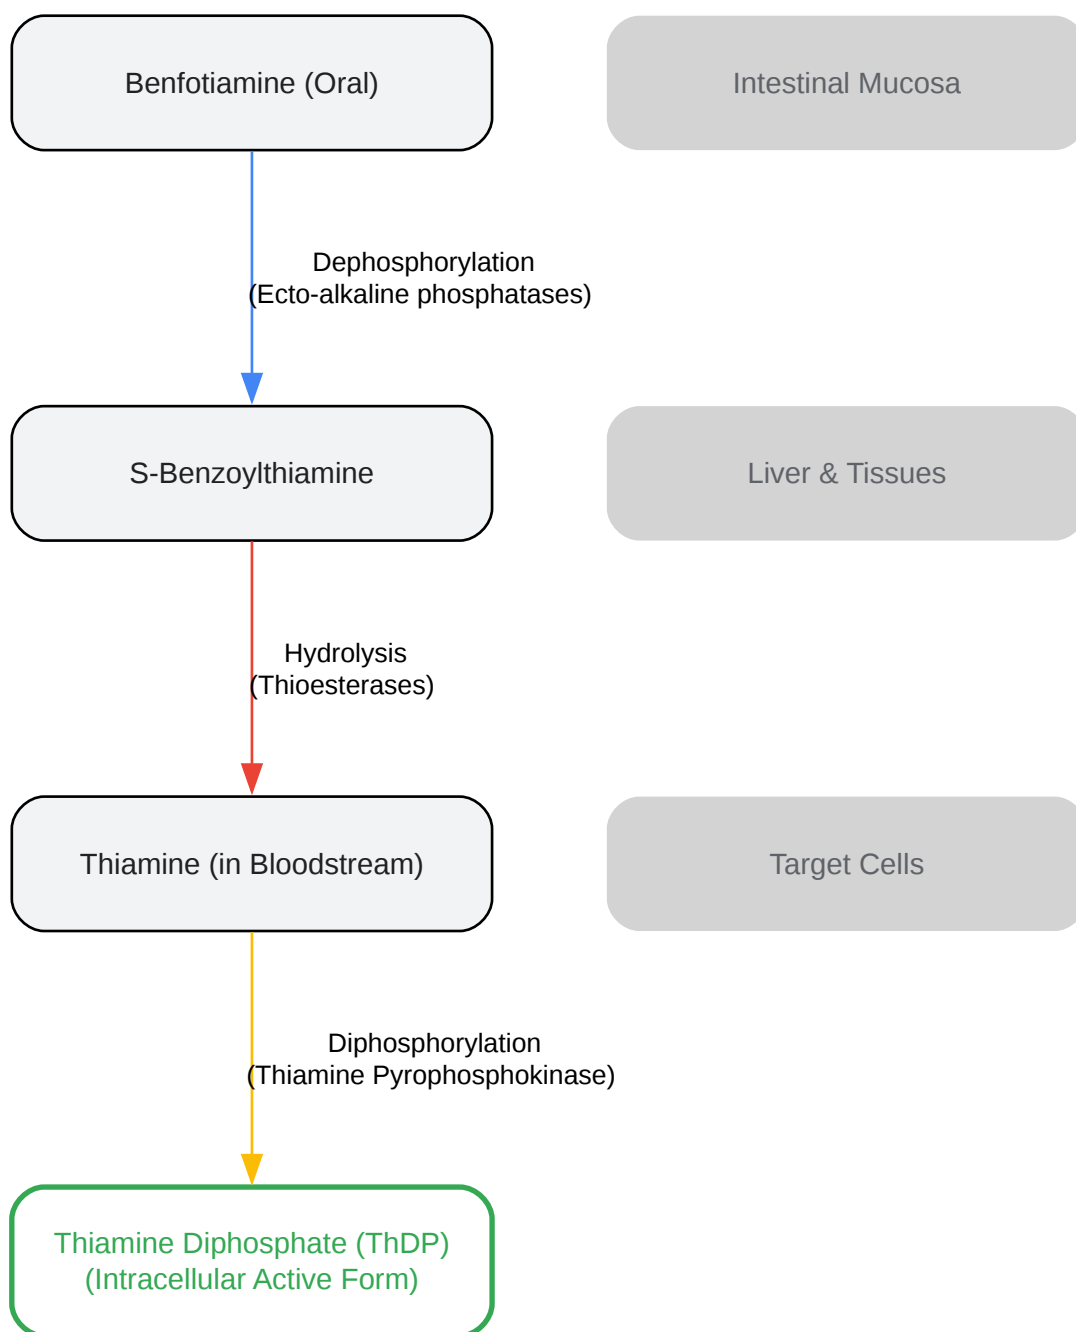 Benfotiamine (Oral)
Intestinal Mucosa
Dephosphorylation
(Ecto-alkaline phosphatases)
S-Benzoylthiamine
Liver & Tissues
Hydrolysis
(Thioesterases)
Thiamine (in Bloodstream)
Target Cells
Diphosphorylation
(Thiamine Pyrophosphokinase)
Thiamine Diphosphate (ThDP)
(Intracellular Active Form)